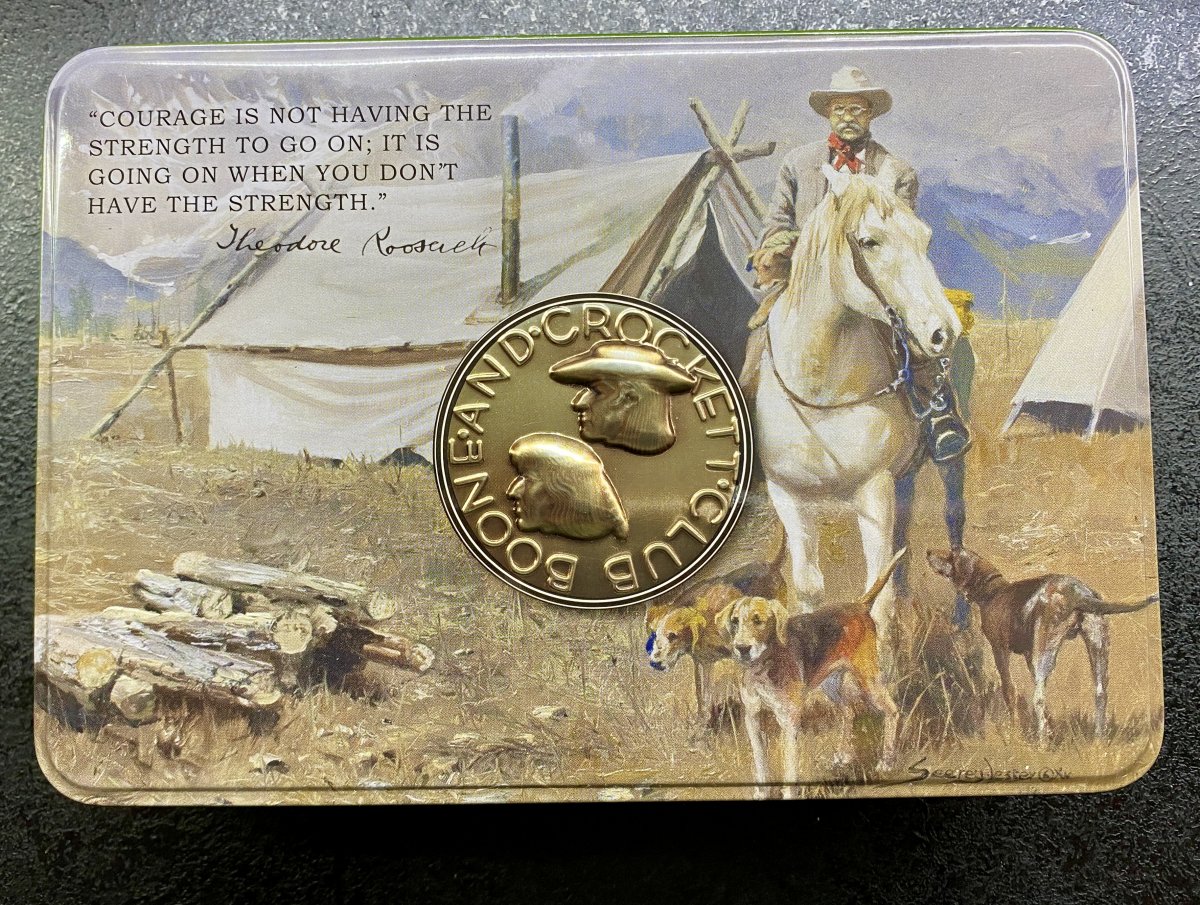 “COURAGE IS NOT HAVING THE
STRENGTH TO GO ON; IT IS
GOING ON WHEN YOU DON’T
HAVE THE STRENGTH.”
Theodore Roosevelt
BOONE·AND·CROCKETT·CLUB